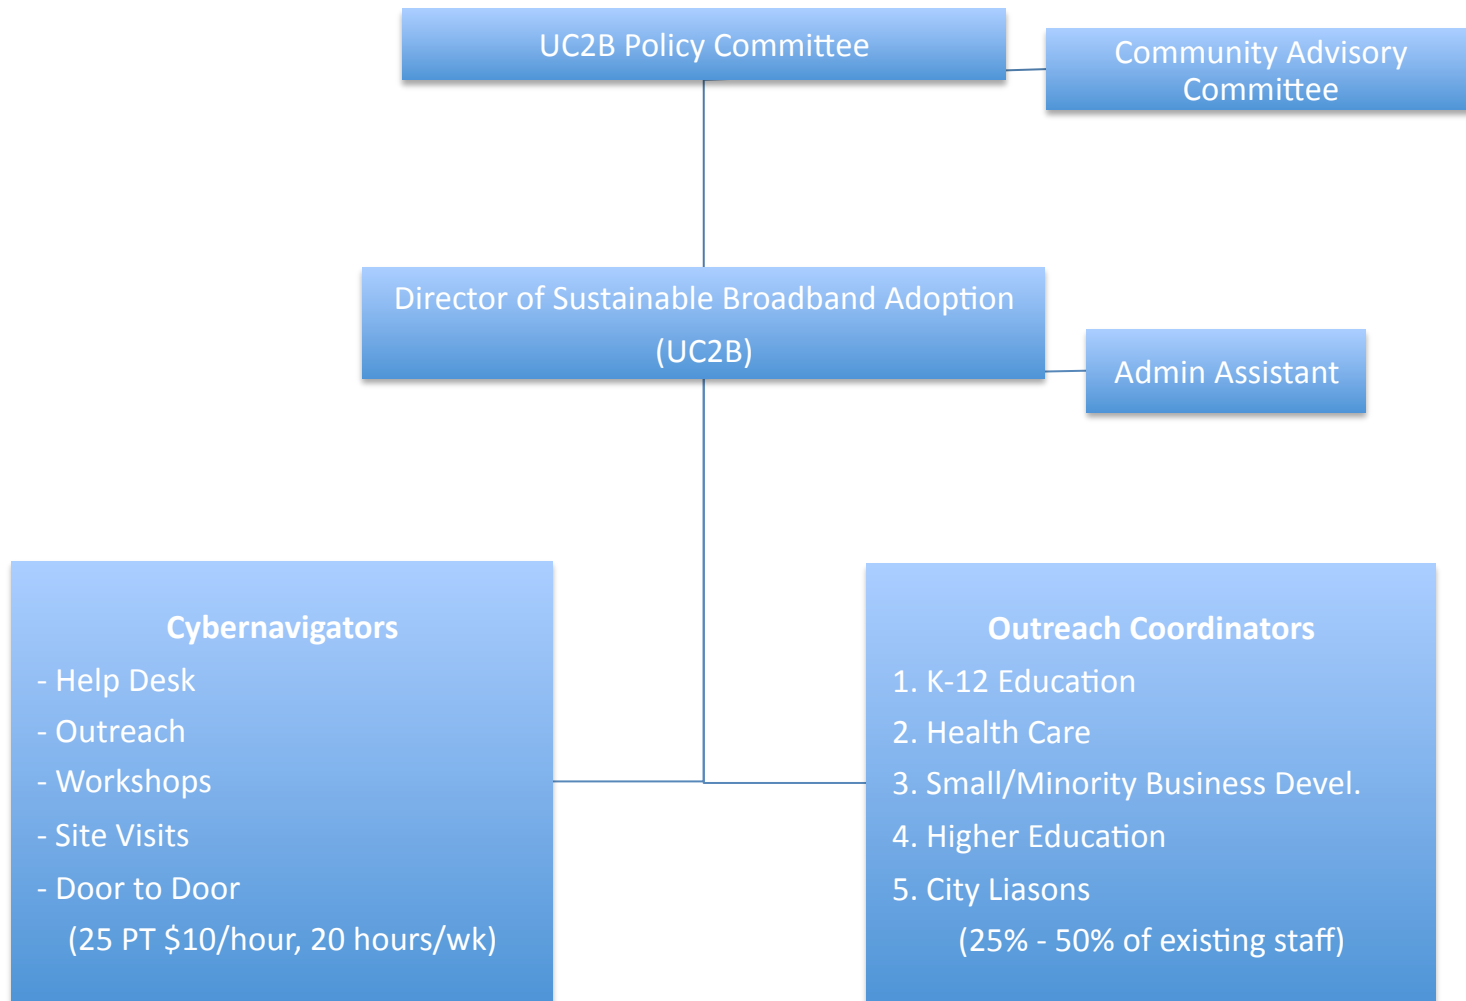 UC2B Policy Committee
Community Advisory
Committee
Director of Sustainable Broadband Adoption
(UC2B)
Admin Assistant
Cybernavigators
- Help Desk
- Outreach
- Workshops
- Site Visits
- Door to Door
(25 PT $10/hour, 20 hours/wk)
Outreach Coordinators
1. K-12 Education
2. Health Care
3. Small/Minority Business Devel.
4. Higher Education
5. City Liasons
(25% - 50% of existing staff)